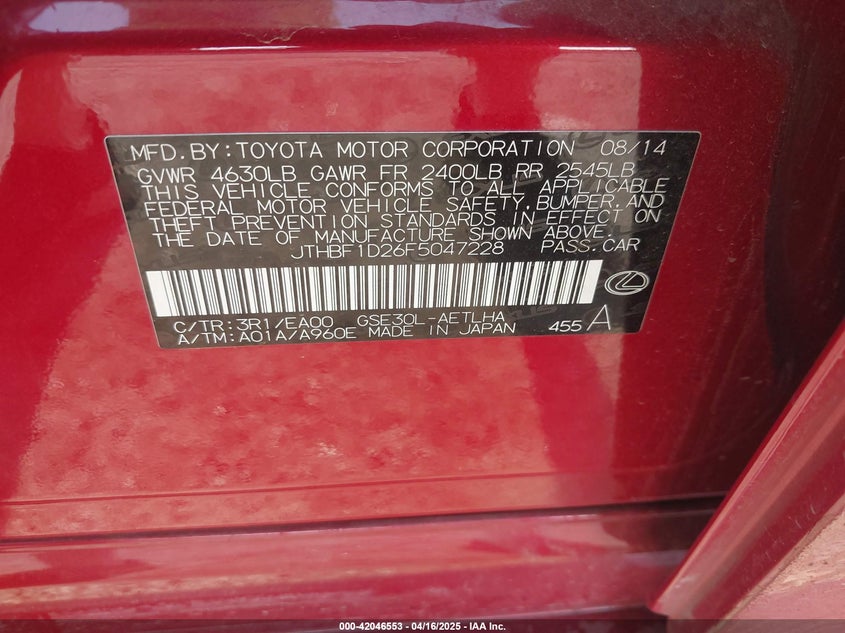 MFD.BY:TOYOTA MOTOR CORPORATION 08/14
GVWR 4630LB GAWR FR 2400LB RR 2545LB
THIS VEHICLE CONFORMS TO ALL APPLICABLE
FEDERAL MOTOR VEHICLE SAFETY,BUMPER,AND
THEFT PREVENTION STANDARDS IN EFFECT ON
THE DATE OF MANUFACTURE SHOWN ABOVE.
JTHBF1D26F5047228 PASS.CAR
C/TR:3R1/EA00 GSE30L-AETLHA
A/TM:A01A/A960E MADE IN JAPAN 455 A
000-42046553 - 04/16/2025 - IAA Inc.